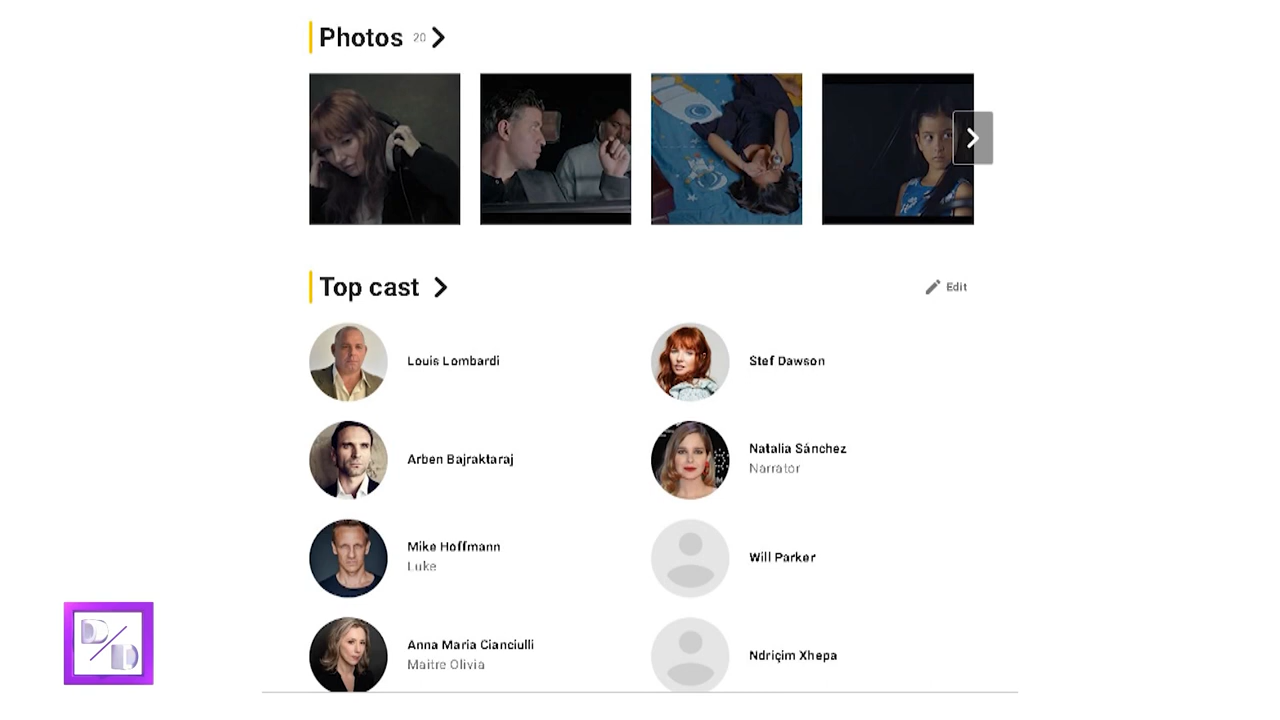 Photos 20
Top cast
Edit
Louis Lombardi
Stef Dawson
Arben Bajraktaraj
Natalia Sánchez
Narrator
Mike Hoffmann
Luke
Will Parker
Anna Maria Cianciulli
Maitre Olivia
Ndriçim Xhepa
D/D